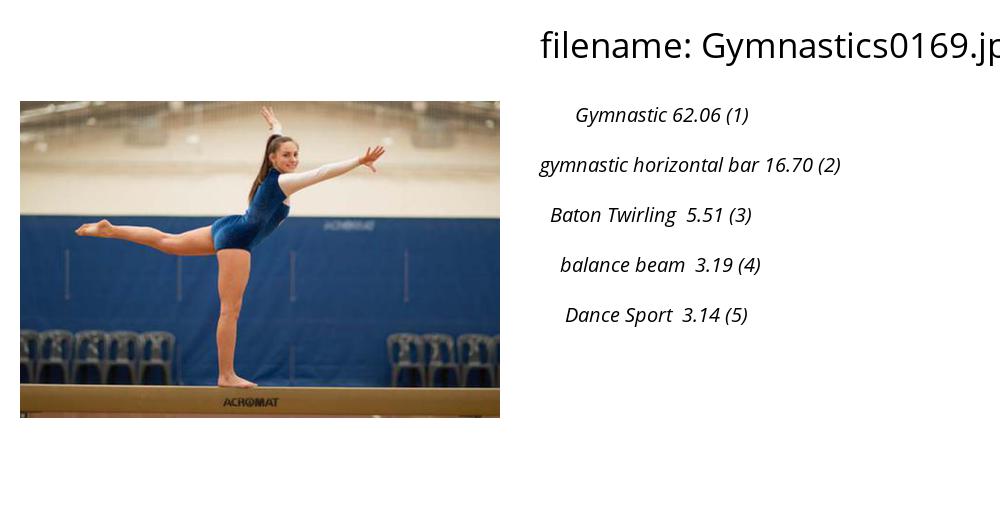 filename: Gymnastics0169.jp
Gymnastic 62.06 (1)
gymnastic horizontal bar 16.70 (2)
Baton Twirling 5.51 (3)
balance beam 3.19 (4)
Dance Sport 3.14 (5)
ACROMAT
ACROMAT